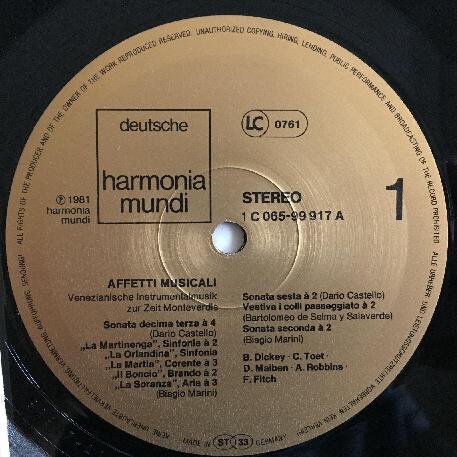 ALL RIGHTS OF THE PRODUCER AND OF THE OWNER OF THE WORK REPRODUCED RESERVED. UNAUTHORIZED COPYING, HIRING, LENDING, PUBLIC PERFORMANCE AND BROADCASTING OF THE RECORD PROHIBITED.
deutsche
harmonia
mundi
LC 0761
℗ 1981
harmonia
mundi
STEREO
1 C 065-99 917 A
1
AFFETTI MUSICALI
Venezianische Instrumentalmusik
zur Zeit Monteverdis
Sonata decima terza à 4
(Dario Castello)
„La Martinenga", Sinfonie à 2
„La Orlandina", Sinfonia
„La Martia", Corente à 3
„Il Boncio", Brando à 2
„La Soranza", Aria à 3
(Biagio Marini)
Sonata sesta à 2 (Dario Castello)
Vestiva i colli passaggiato à 2
(Bartolomeo de Selma y Salaverde)
Sonata seconda à 2
(Biagio Marini)
B. Dickey · C. Toet ·
D. Maiben · A. Robbins ·
F. Fitch
ST 33
GERMANY